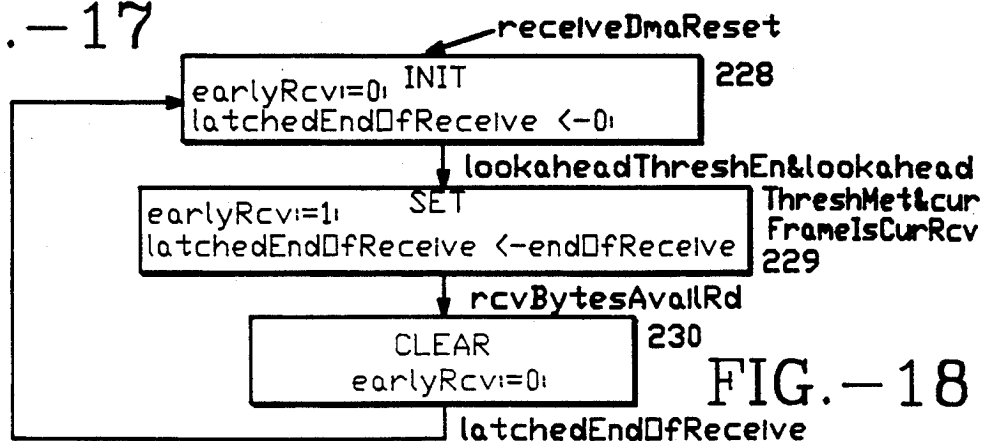 .-17
receiveDmaReset
INIT
228
earlyRcv:=0;
latchedEndOfReceive <-0;
lookaheadThreshEn&lookahead
ThreshMet&cur
FrameIsCurRcv
229
SET
earlyRcv:=1;
latchedEndOfReceive <-endOfReceive
rcvBytesAvailRd
230
CLEAR
earlyRcv:=0;
FIG.-18
latchedEndOfReceive